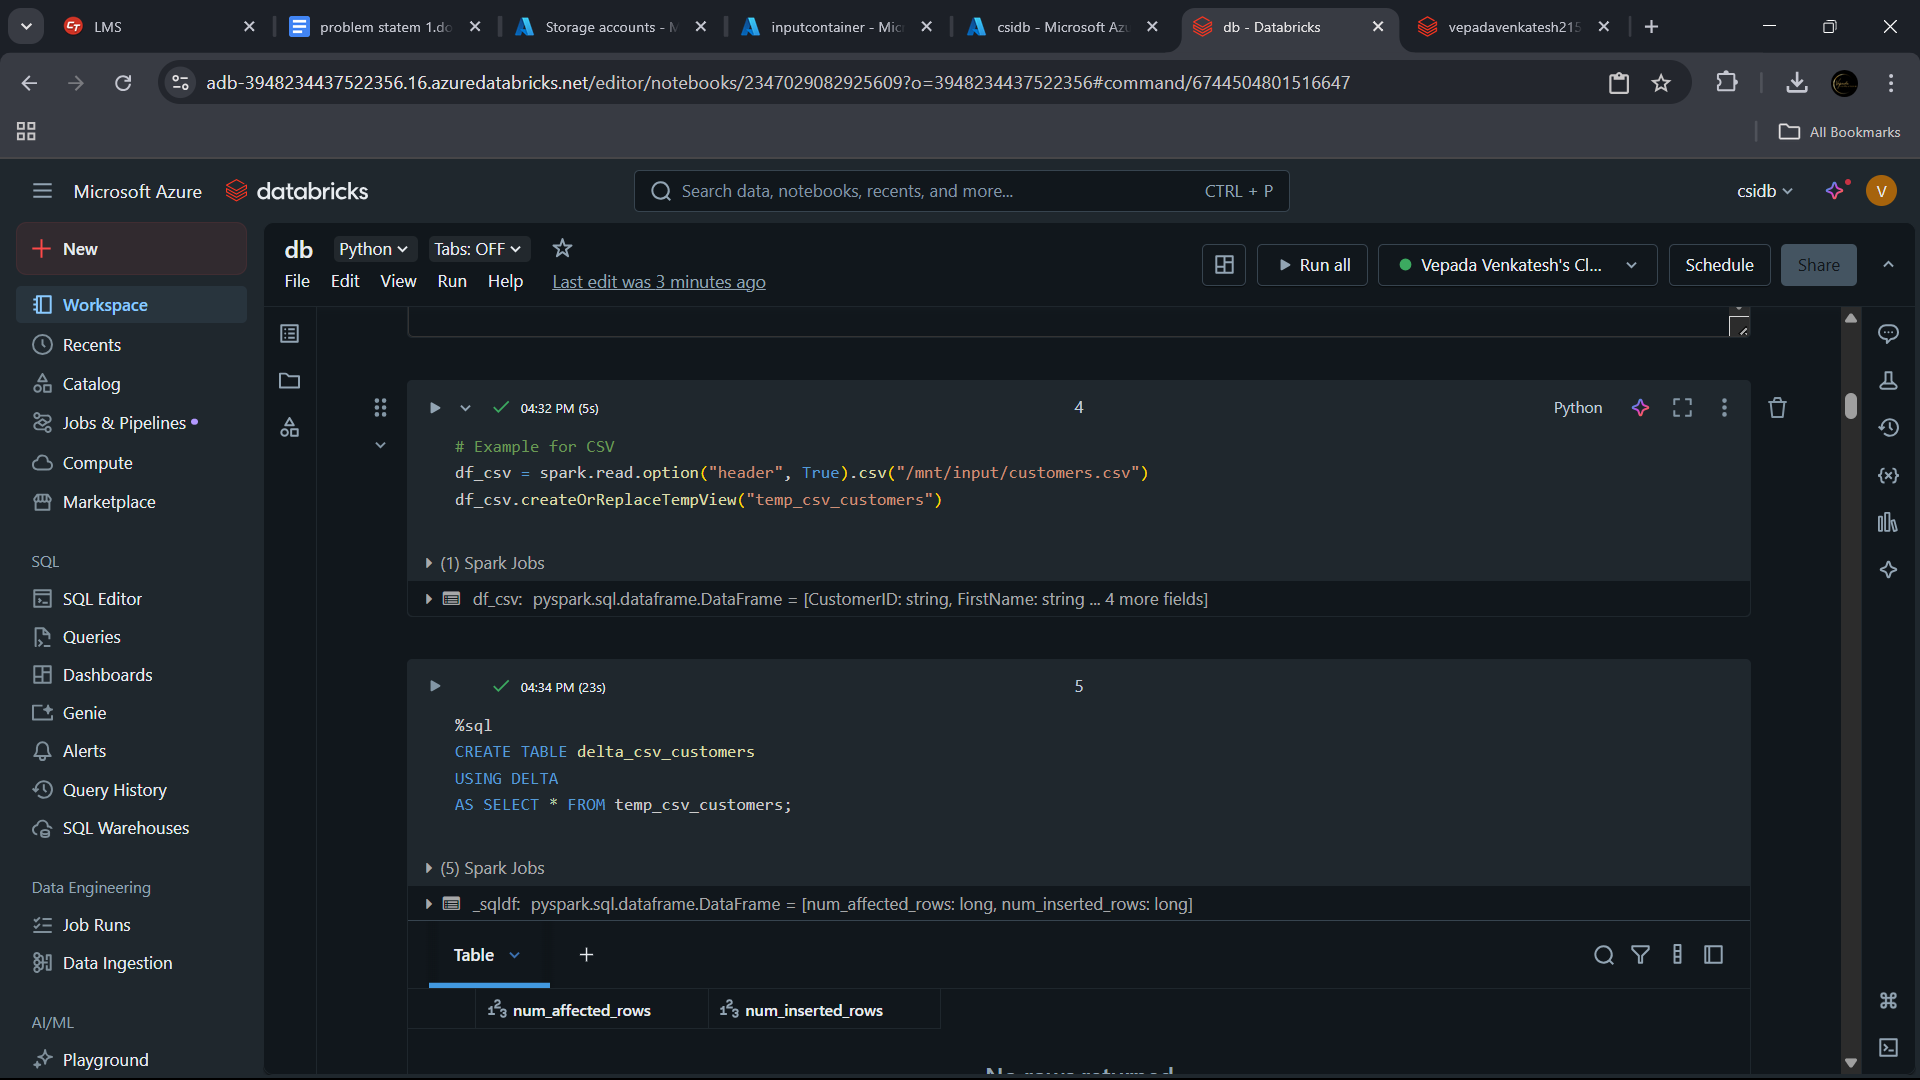 LMS
problem statem 1.do
Storage accounts - M
inputcontainer - Mic
csidb - Microsoft Azu
db - Databricks
vepadavenkatesh215
adb-3948234437522356.16.azuredatabricks.net/editor/notebooks/2347029082925609?o=3948234437522356#command/6744504801516647
All Bookmarks
Microsoft Azure
databricks
Search data, notebooks, recents, and more...
CTRL + P
csidb
V
New
Workspace
Recents
Catalog
Jobs & Pipelines
Compute
Marketplace
SQL
SQL Editor
Queries
Dashboards
Genie
Alerts
Query History
SQL Warehouses
Data Engineering
Job Runs
Data Ingestion
AI/ML
Playground
db
Python
Tabs: OFF
File Edit View Run Help
Last edit was 3 minutes ago
Run all
Vepada Venkatesh's Cl...
Schedule
Share
04:32 PM (5s)
4
Python
# Example for CSV
df_csv = spark.read.option("header", True).csv("/mnt/input/customers.csv")
df_csv.createOrReplaceTempView("temp_csv_customers")
(1) Spark Jobs
df_csv: pyspark.sql.dataframe.DataFrame = [CustomerID: string, FirstName: string ... 4 more fields]
04:34 PM (23s)
5
%sql
CREATE TABLE delta_csv_customers
USING DELTA
AS SELECT * FROM temp_csv_customers;
(5) Spark Jobs
_sqldf: pyspark.sql.dataframe.DataFrame = [num_affected_rows: long, num_inserted_rows: long]
Table
num_affected_rows
num_inserted_rows
No rows returned